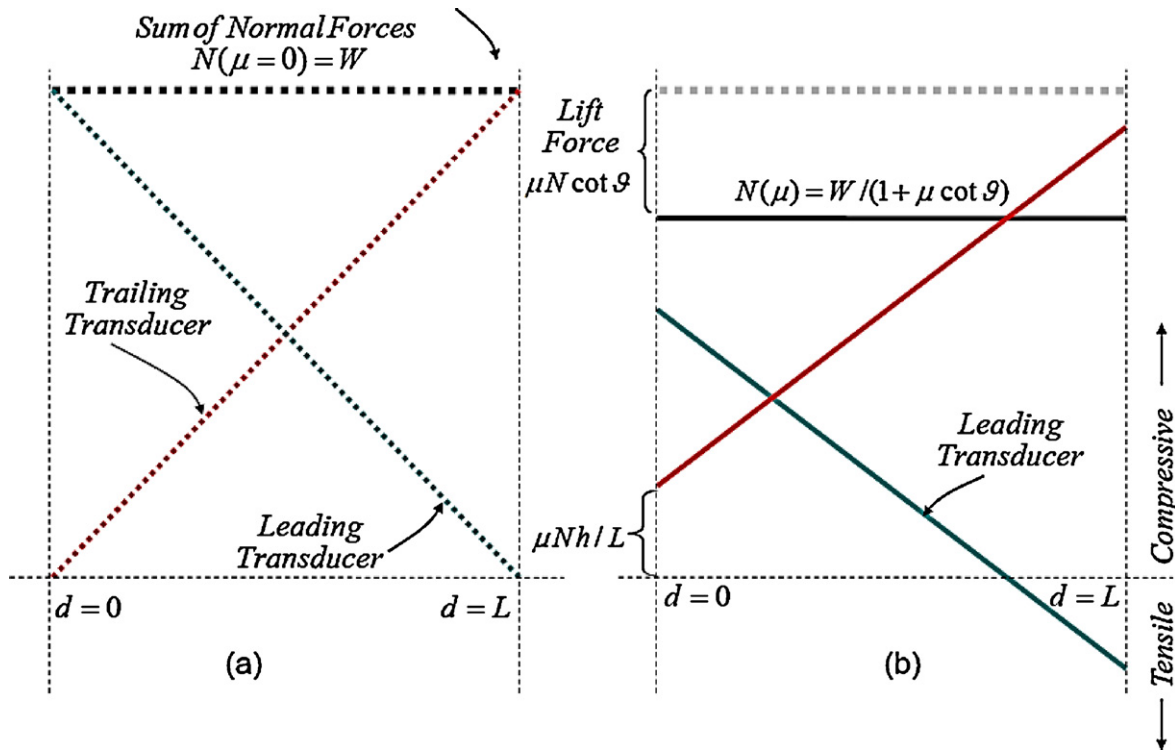 Sum of Normal Forces
N(μ = 0) = W
Trailing
Transducer
Leading
Transducer
d = 0
d = L
(a)
Lift
Force
μN cot ϑ
N(μ) = W /(1 + μ cot ϑ)
Leading
Transducer
μNh / L
d = 0
d = L
(b)
Compressive
Tensile